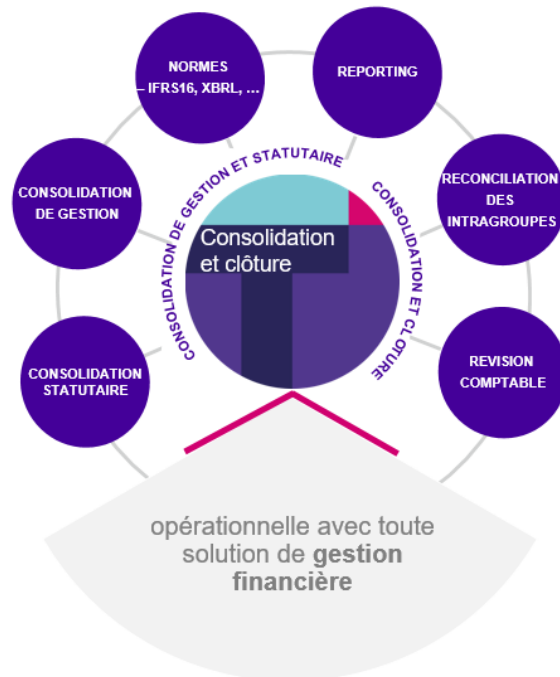 NORMES
– IFRS16, XBRL, ...
REPORTING
CONSOLIDATION
DE GESTION
RECONCILIATION
DES
INTRAGROUPES
CONSOLIDATION DE GESTION ET STATUTAIRE
CONSOLIDATION ET CLÔTURE
Consolidation
et clôture
CONSOLIDATION
STATUTAIRE
REVISION
COMPTABLE
opérationnelle avec toute
solution de gestion
financière